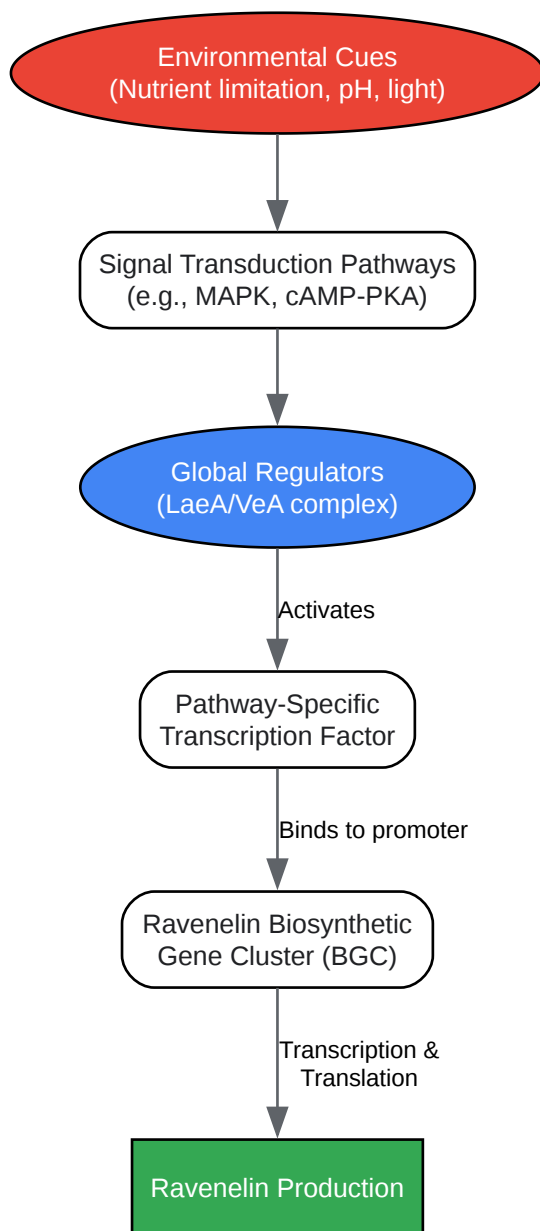 Environmental Cues
(Nutrient limitation, pH, light)
Signal Transduction Pathways
(e.g., MAPK, cAMP-PKA)
Global Regulators
(LaeA/VeA complex)
Activates
Pathway-Specific
Transcription Factor
Binds to promoter
Ravenelin Biosynthetic
Gene Cluster (BGC)
Transcription &
Translation
Ravenelin Production